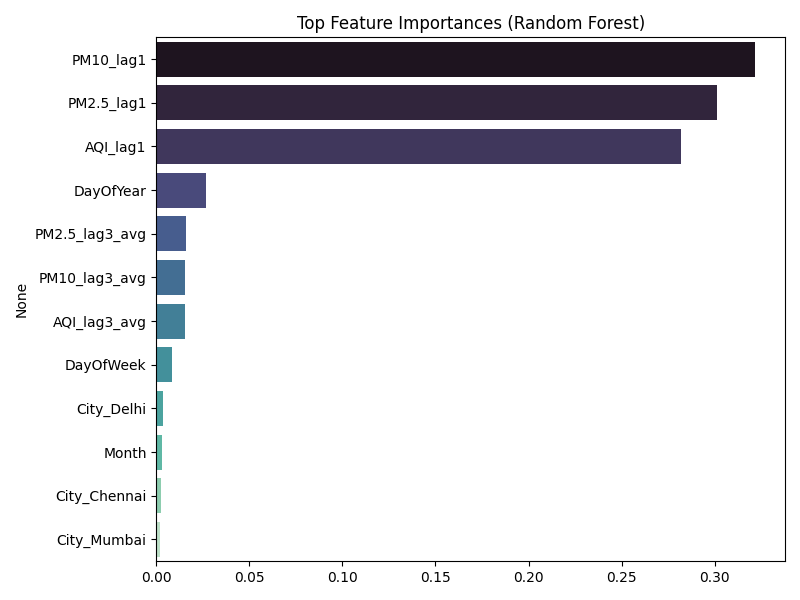 Top Feature Importances (Random Forest)
PM10_lag1
PM2.5_lag1
AQI_lag1
DayOfYear
PM2.5_lag3_avg
PM10_lag3_avg
AQI_lag3_avg
DayOfWeek
City_Delhi
Month
City_Chennai
City_Mumbai
None
0.00 0.05 0.10 0.15 0.20 0.25 0.30